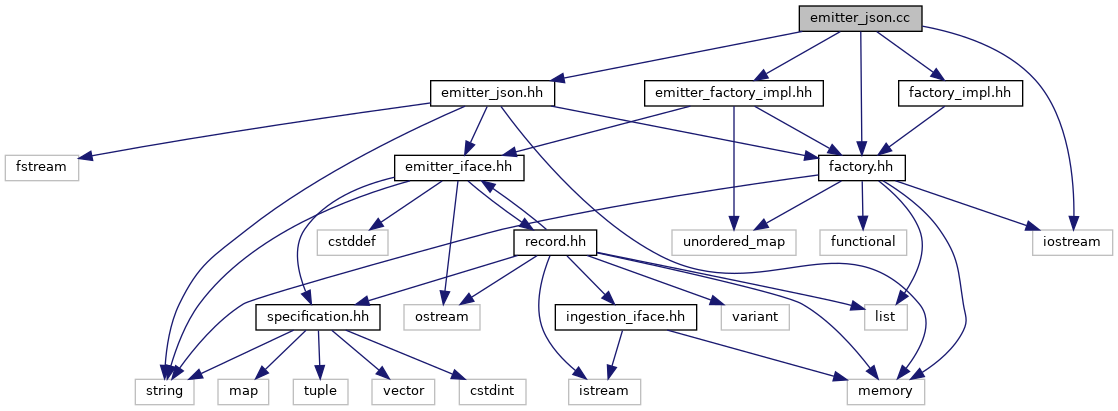 emitter_json.cc
emitter_json.hh
emitter_factory_impl.hh
factory_impl.hh
fstream
emitter_iface.hh
factory.hh
cstddef
record.hh
unordered_map
functional
iostream
specification.hh
ostream
ingestion_iface.hh
variant
list
string
map
tuple
vector
cstdint
istream
memory